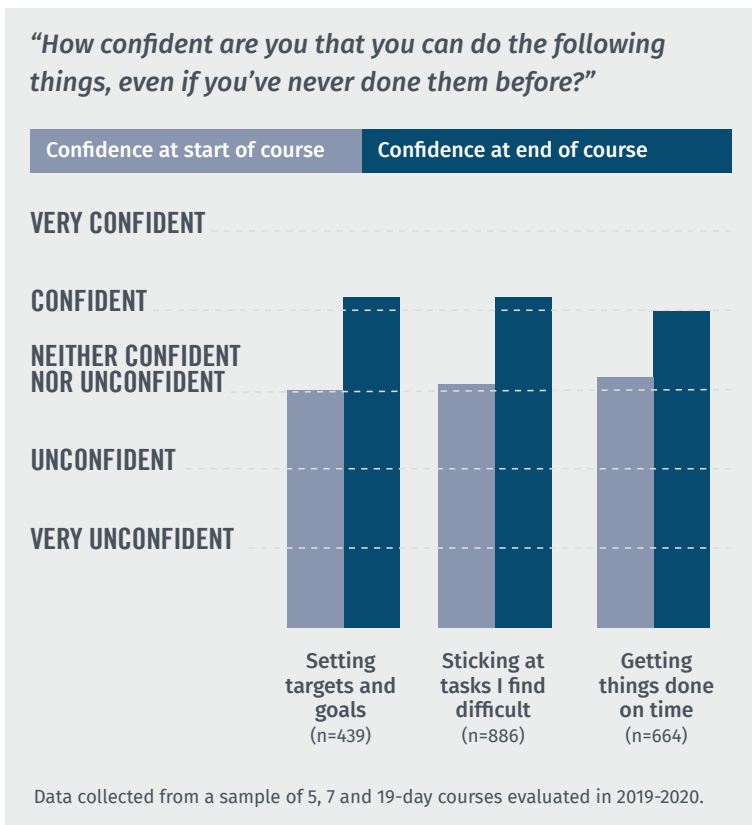 “How confident are you that you can do the following
things, even if you’ve never done them before?”
Confidence at start of course
Confidence at end of course
VERY CONFIDENT
CONFIDENT
NEITHER CONFIDENT
NOR UNCONFIDENT
UNCONFIDENT
VERY UNCONFIDENT
Setting
targets and
goals
(n=439)
Sticking at
tasks I find
difficult
(n=886)
Getting
things done
on time
(n=664)
Data collected from a sample of 5, 7 and 19-day courses evaluated in 2019-2020.